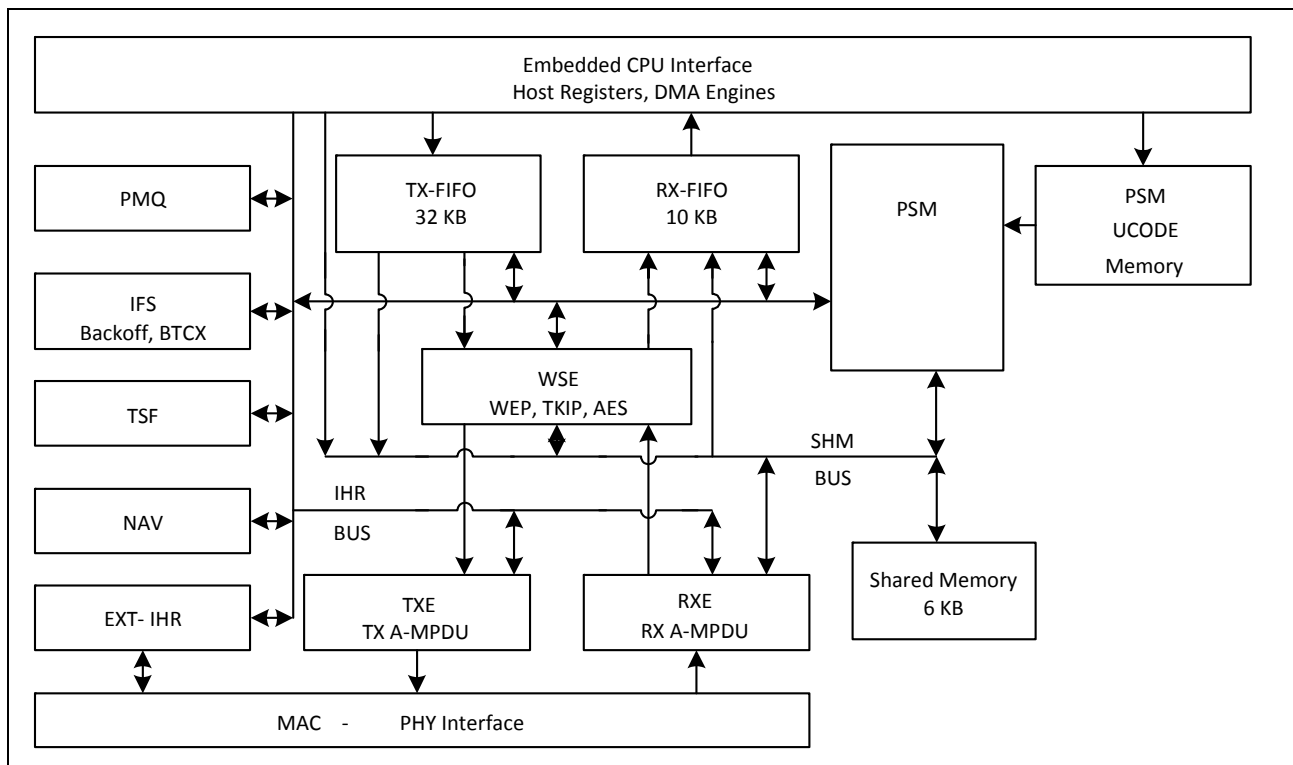 Embedded CPU Interface
Host Registers, DMA Engines
PMQ
TX-FIFO
32 KB
RX-FIFO
10 KB
PSM
PSM
UCODE
Memory
IFS
Backoff, BTCX
WSE
WEP, TKIP, AES
TSF
SHM
BUS
IHR
BUS
NAV
Shared Memory
6 KB
EXT- IHR
TXE
TX A-MPDU
RXE
RX A-MPDU
MAC - PHY Interface